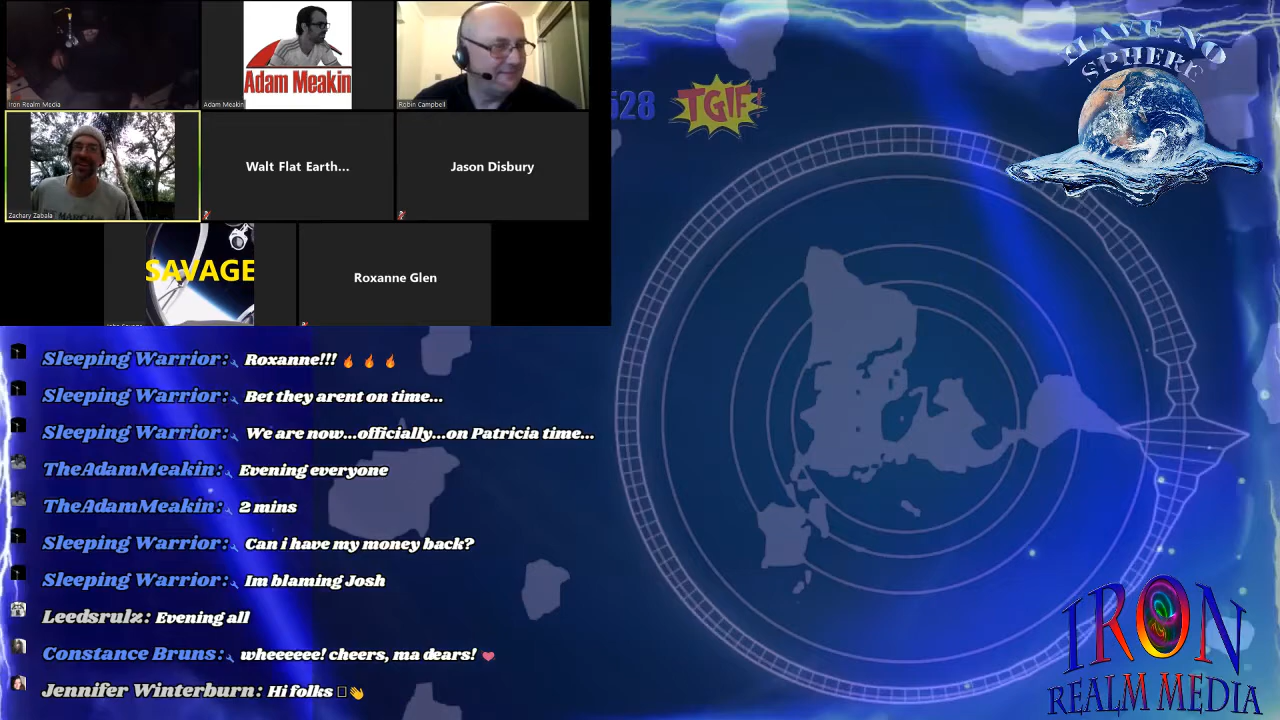 Iron Realm Media
Adam Meakin
Adam Meakin
Robin Campbell
528
TGIF!
HAVE NO
SPHERE
MARCH
Zachary Zabala
Walt Flat Earth...
Jason Disbury
SAVAGE
Roxanne Glen
Sleeping Warrior: Roxanne!!! 🔥 🔥 🔥
Sleeping Warrior: Bet they arent on time...
Sleeping Warrior: We are now...officially...on Patricia time...
TheAdamMeakin: Evening everyone
TheAdamMeakin: 2 mins
Sleeping Warrior: Can i have my money back?
Sleeping Warrior: Im blaming Josh
Leedsrulz: Evening all
Constance Bruns: wheeeeee! cheers, ma dears! ❤
Jennifer Winterburn: Hi folks 👋
IRON
REALM MEDIA